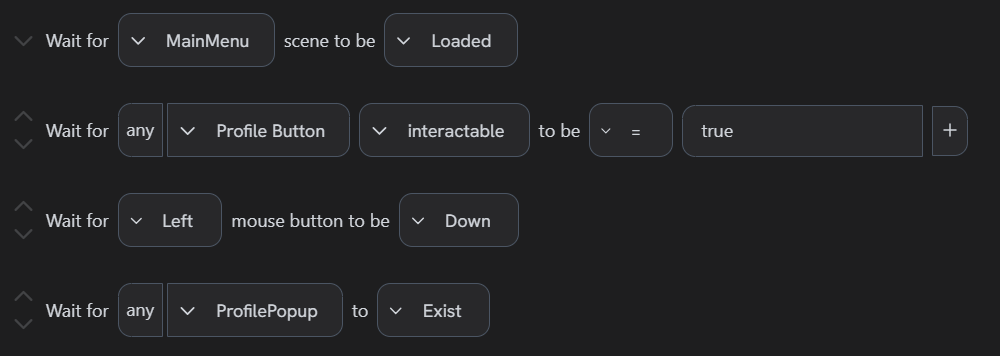 Wait for MainMenu scene to be Loaded
Wait for any Profile Button interactable to be = true +
Wait for Left mouse button to be Down
Wait for any ProfilePopup to Exist